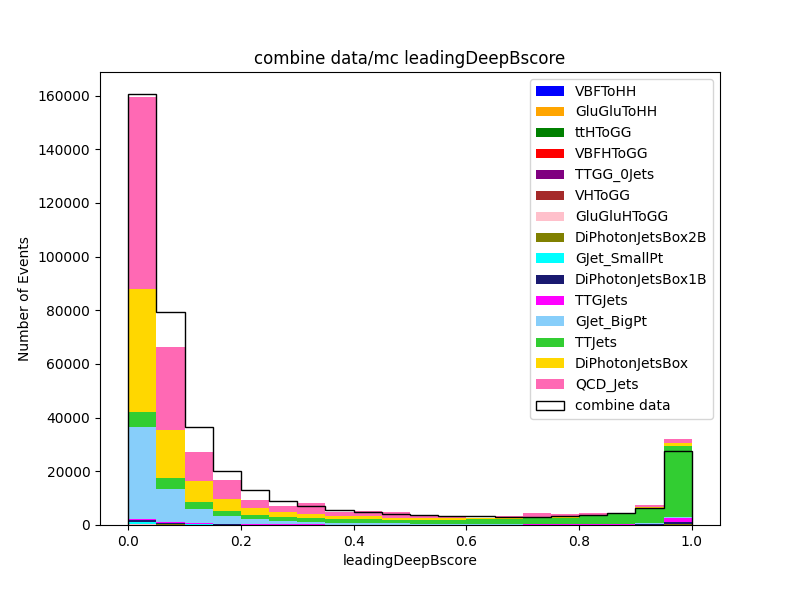 combine data/mc leadingDeepBscore
160000
140000
120000
100000
80000
60000
40000
20000
0
Number of Events
0.0
0.2
0.4
0.6
0.8
1.0
leadingDeepBscore
VBFToHH
GluGluToHH
ttHToGG
VBFHToGG
TTGG_0Jets
VHToGG
GluGluHToGG
DiPhotonJetsBox2B
GJet_SmallPt
DiPhotonJetsBox1B
TTGJets
GJet_BigPt
TTJets
DiPhotonJetsBox
QCD_Jets
combine data